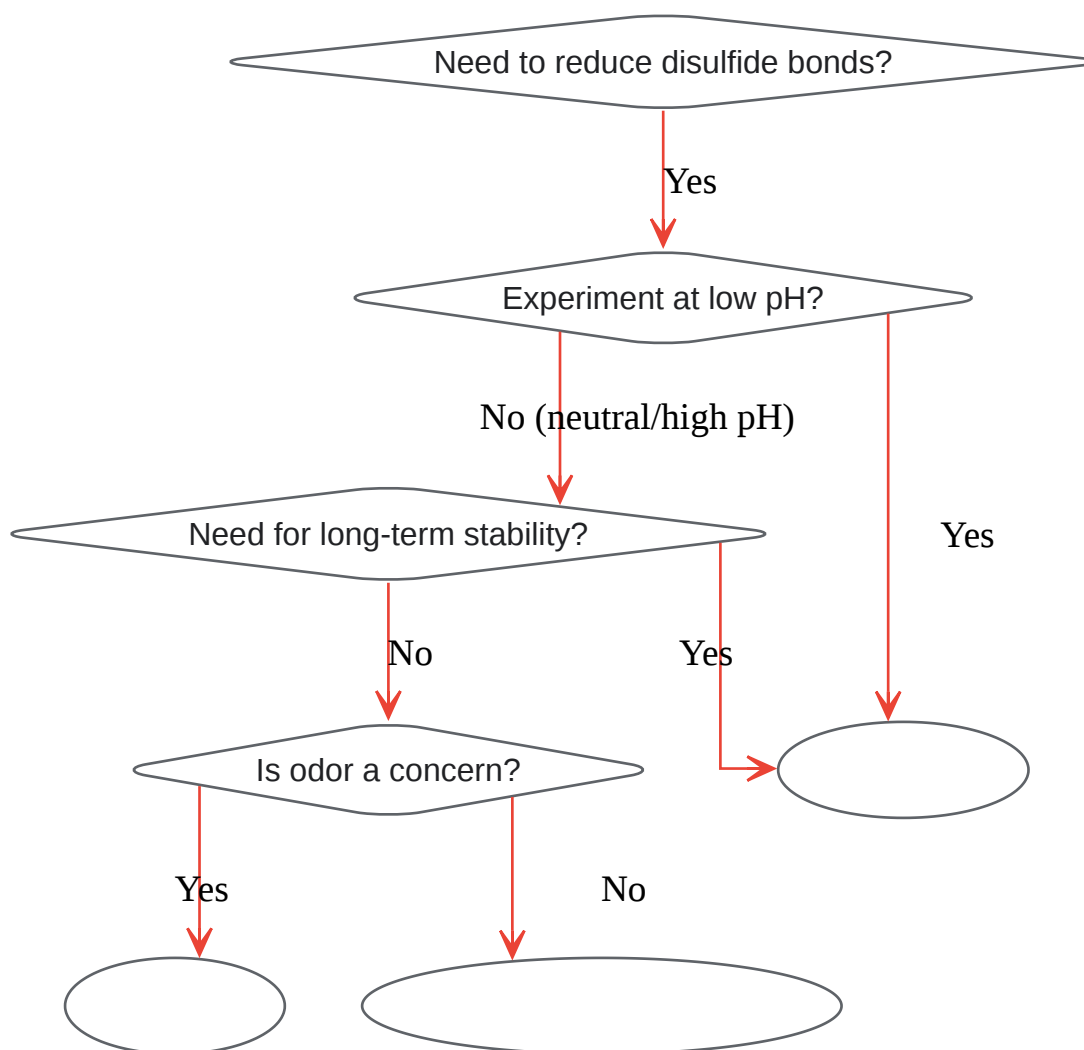 Need to reduce disulfide bonds?
Yes
Experiment at low pH?
No (neutral/high pH)
Need for long-term stability?
Yes
No
Yes
Is odor a concern?
Yes
No